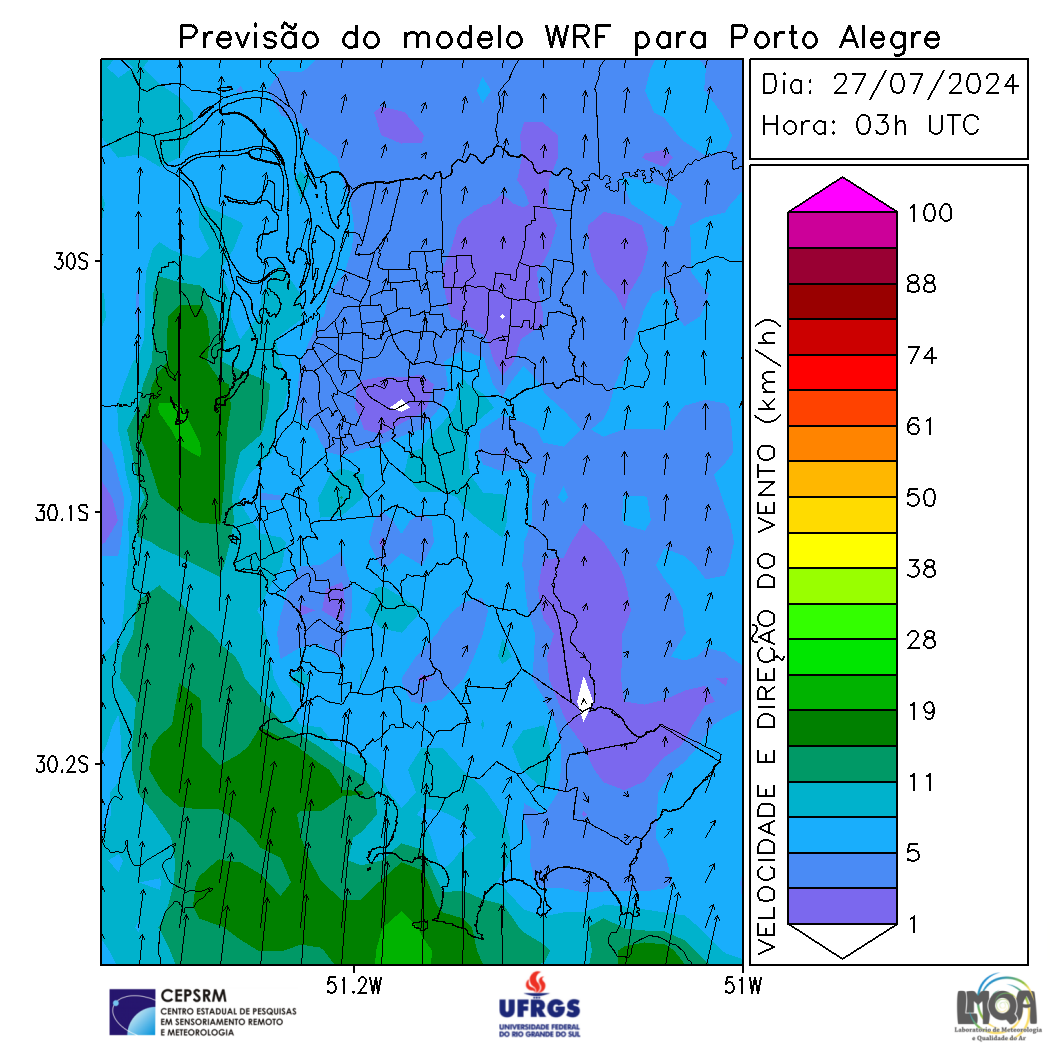 Previsão do modelo WRF para Porto Alegre
Dia: 27/07/2024
Hora: 03h UTC
100
88
74
61
50
38
28
19
11
5
1
VELOCIDADE E DIREÇÃO DO VENTO (km/h)
30S
30.1S
30.2S
51.2W
51W
CEPSRM
CENTRO ESTADUAL DE PESQUISAS
EM SENSORIAMENTO REMOTO
E METEOROLOGIA
UFRGS
UNIVERSIDADE FEDERAL
DO RIO GRANDE DO SUL
LMQA
Laboratório de Meteorologia
e Qualidade do Ar